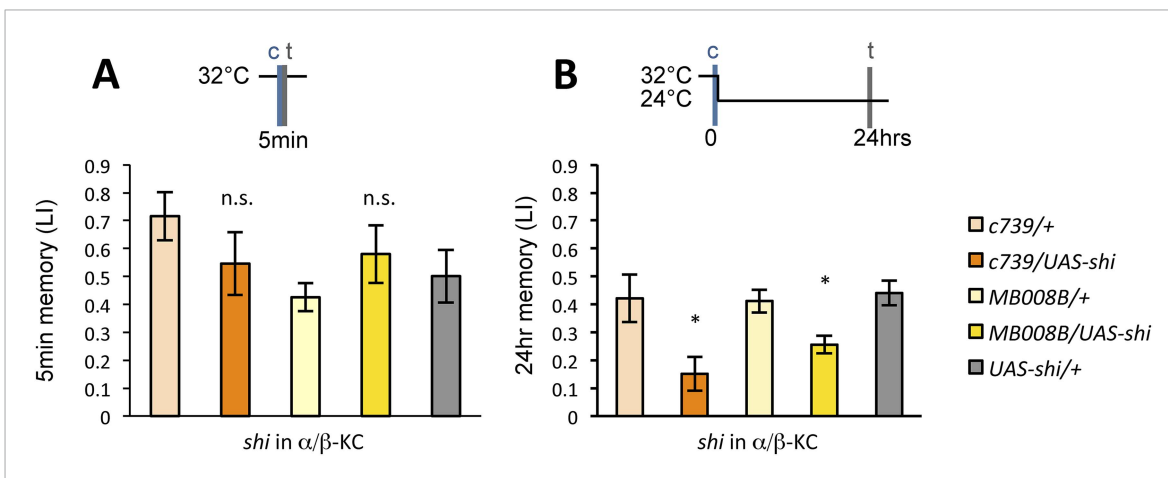 A
c t
32°C
5min
5min memory (LI)
0.9
0.8
0.7
0.6
0.5
0.4
0.3
0.2
0.1
0
n.s.
n.s.
shi in α/β-KC
B
c
t
32°C
24°C
0
24hrs
24hr memory (LI)
0.9
0.8
0.7
0.6
0.5
0.4
0.3
0.2
0.1
0
*
*
shi in α/β-KC
c739/+
c739/UAS-shi
MB008B/+
MB008B/UAS-shi
UAS-shi/+